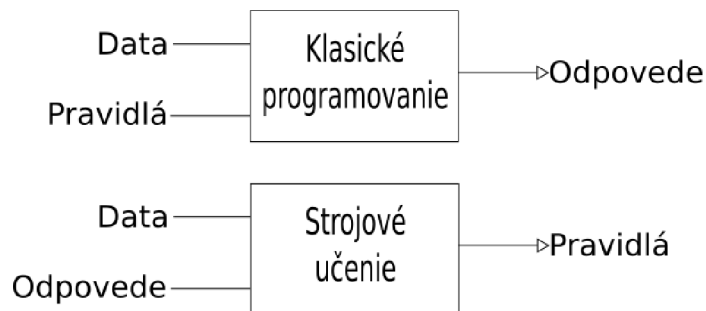 Data
Pravidlá
Klasické
programovanie
Odpovede
Data
Odpovede
Strojové
učenie
Pravidlá